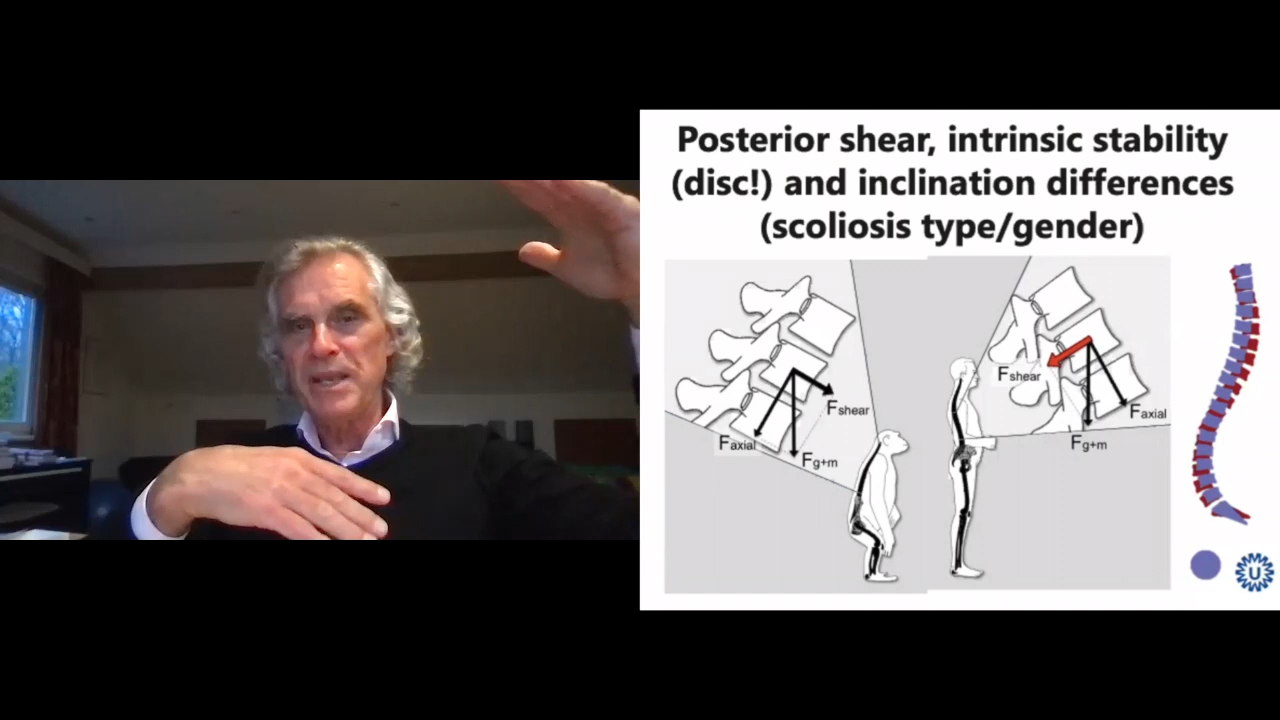 Posterior shear, intrinsic stability
(disc!) and inclination differences
(scoliosis type/gender)
Fshear
Faxial
Fg+m
Fshear
Faxial
Fg+m
U